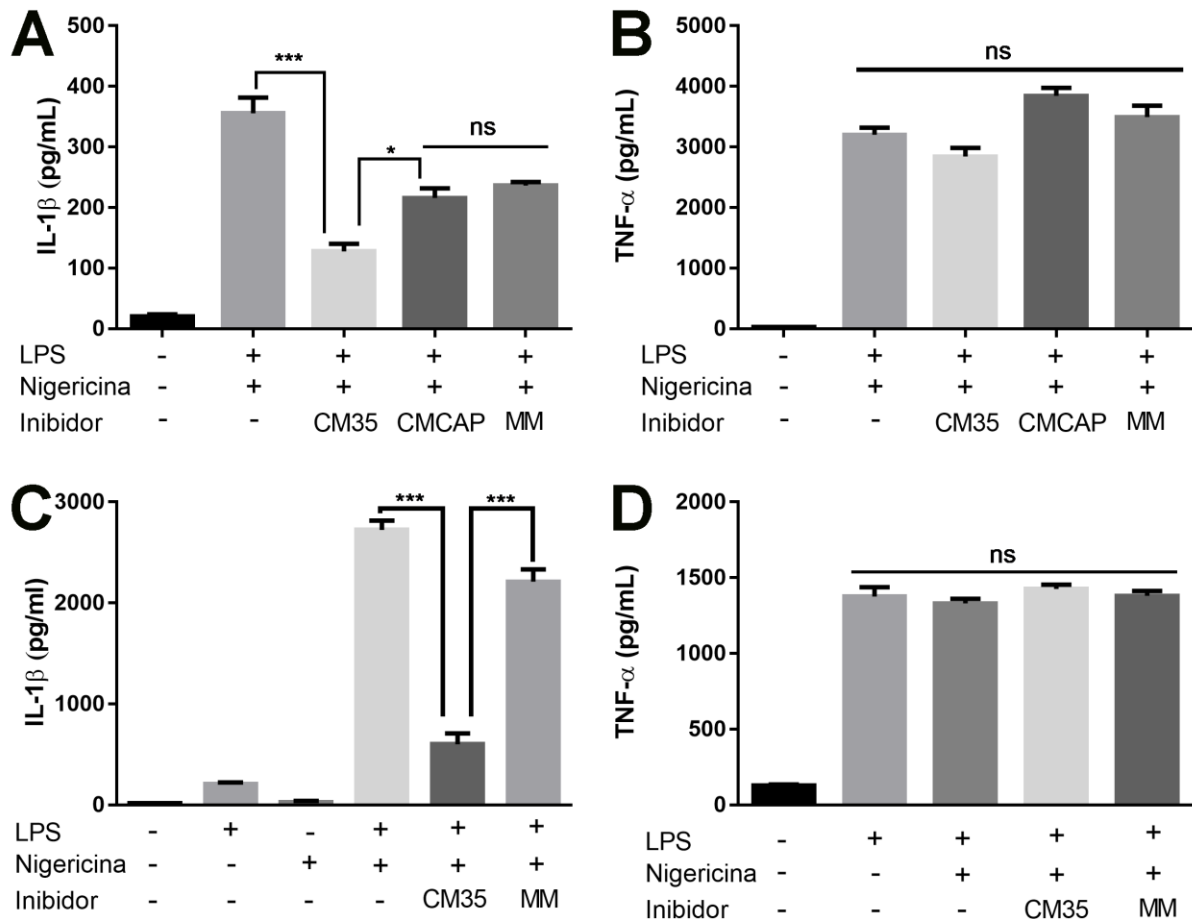 A
IL-1β (pg/mL)
500
400
300
200
100
0
***
*
ns
LPS - + + + +
Nigericina - + + + +
Inibidor - - CM35 CMCAP MM
B
TNF-α (pg/mL)
5000
4000
3000
2000
1000
0
ns
LPS - + + + +
Nigericina - + + + +
Inibidor - - CM35 CMCAP MM
C
IL-1β (pg/ml)
3000
2000
1000
0
*** ***
LPS - + - + + +
Nigericina - - + + + +
Inibidor - - - - CM35 MM
D
TNF-α (pg/mL)
2000
1500
1000
500
0
ns
LPS - + + + +
Nigericina - - + + +
Inibidor - - - CM35 MM